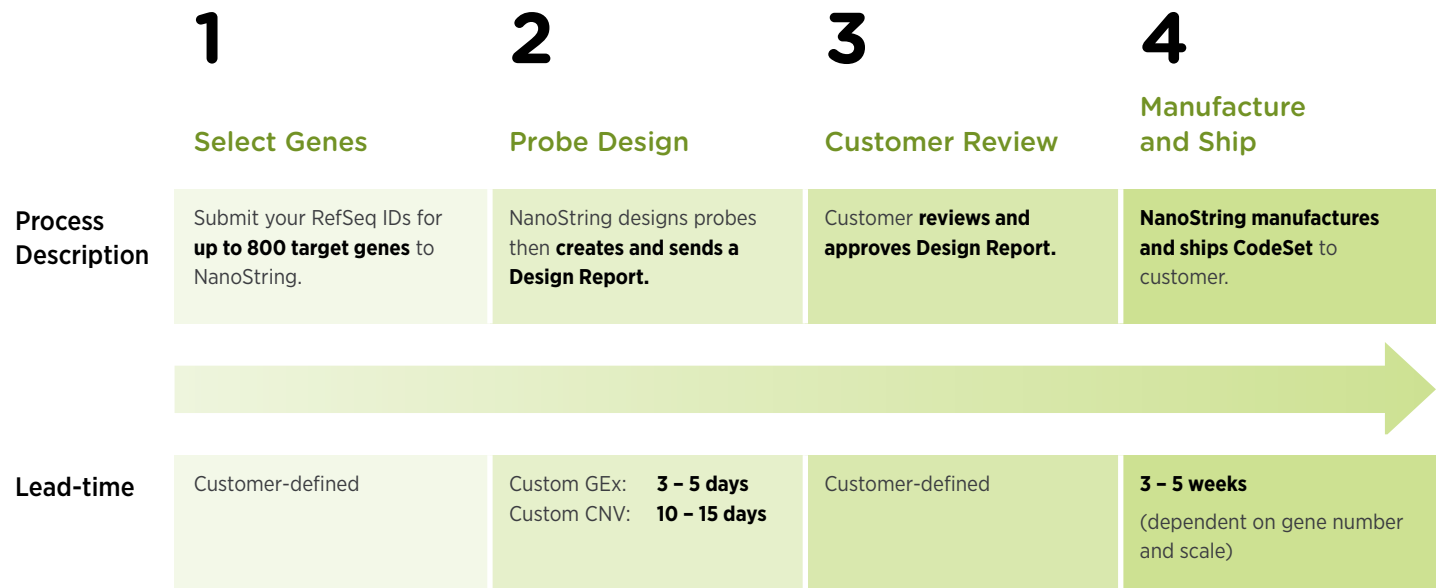 1
2
3
4
Select Genes
Probe Design
Customer Review
Manufacture
and Ship
Process
Description
Submit your RefSeq IDs for
up to 800 target genes to
NanoString.
NanoString designs probes
then creates and sends a
Design Report.
Customer reviews and
approves Design Report.
NanoString manufactures
and ships CodeSet to
customer.
Lead-time
Customer-defined
Custom GEx: 3 – 5 days
Custom CNV: 10 – 15 days
Customer-defined
3 – 5 weeks
(dependent on gene number
and scale)